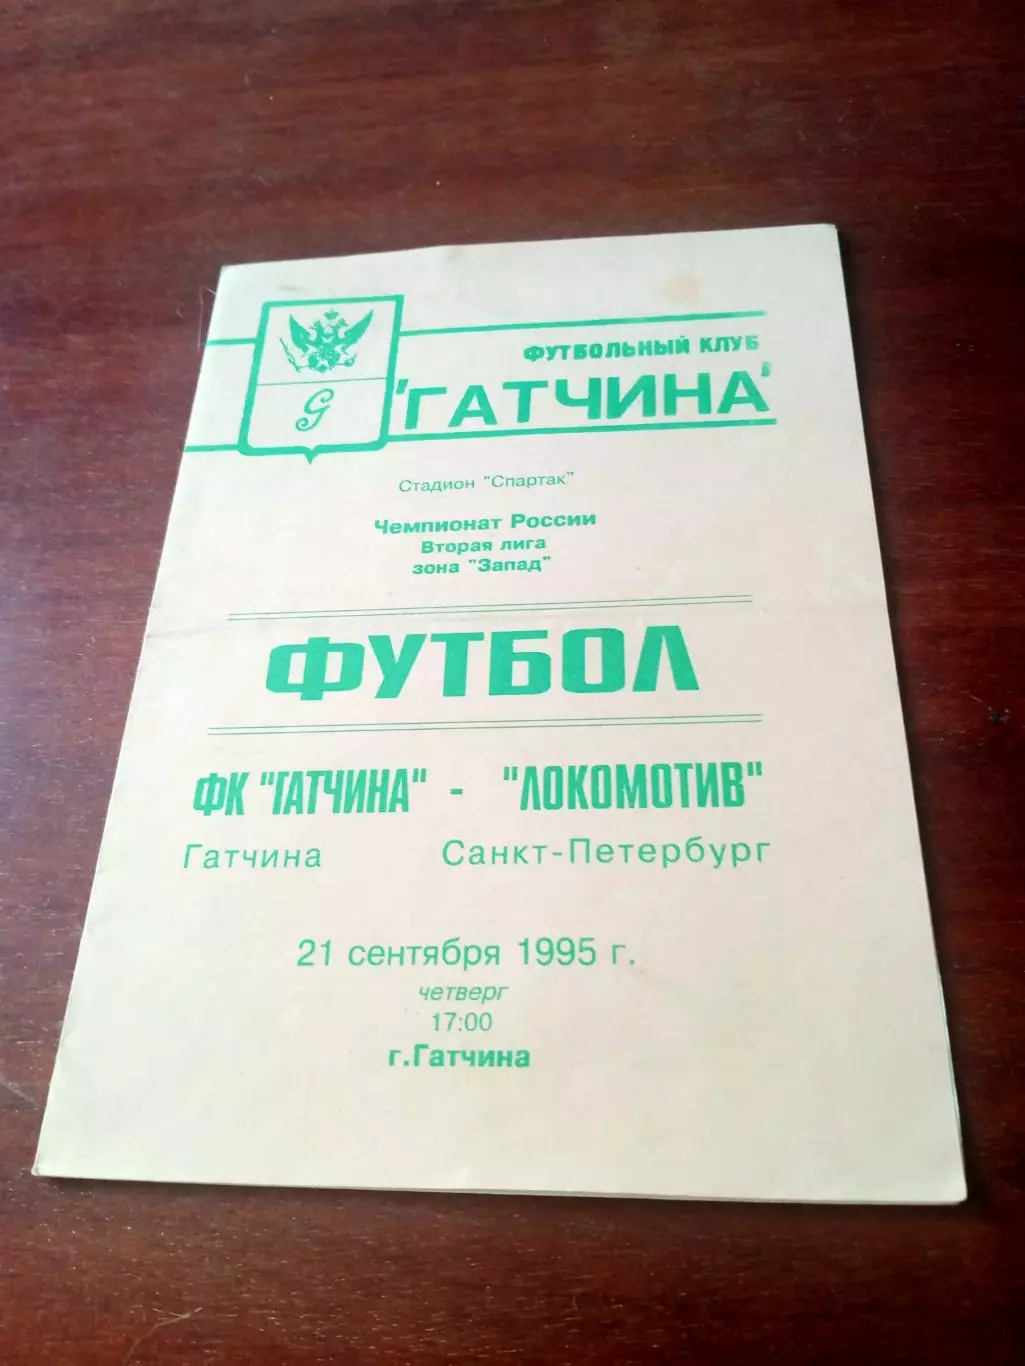 ФУТБОЛЬНЫЙ КЛУБ
'ГАТЧИНА'
G
Стадион "Спартак"
Чемпионат России
Вторая лига
зона "Запад"
ФУТБОЛ
ФК "ГАТЧИНА" - "ЛОКОМОТИВ"
Гатчина Санкт-Петербург
21 сентября 1995 г.
четверг
17:00
г.Гатчина